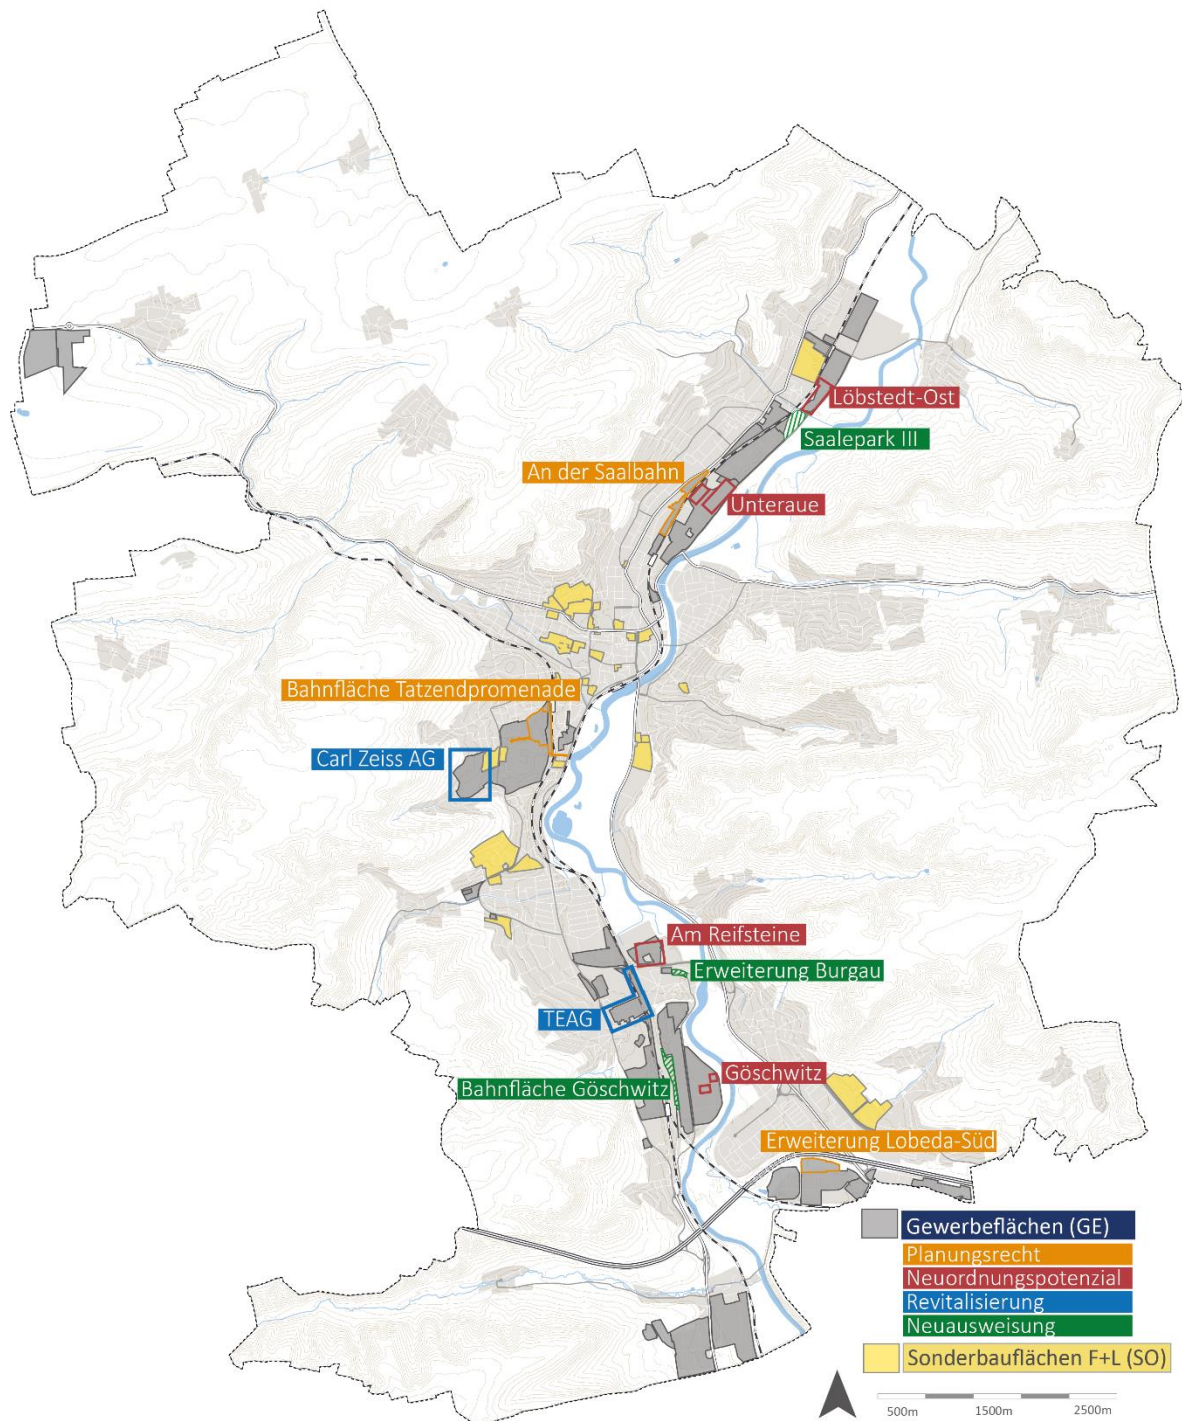 Löbstedt-Ost
Saalepark III
An der Saalbahn
Unteraue
Bahnfläche Tatzendpromenade
Carl Zeiss AG
Am Reifsteine
Erweiterung Burgau
TEAG
Göschwitz
Bahnfläche Göschwitz
Erweiterung Lobeda-Süd
Gewerbeflächen (GE)
Planungsrecht
Neuordnungspotenzial
Revitalisierung
Neuausweisung
Sonderbauflächen F+L (SO)
500m 1500m 2500m